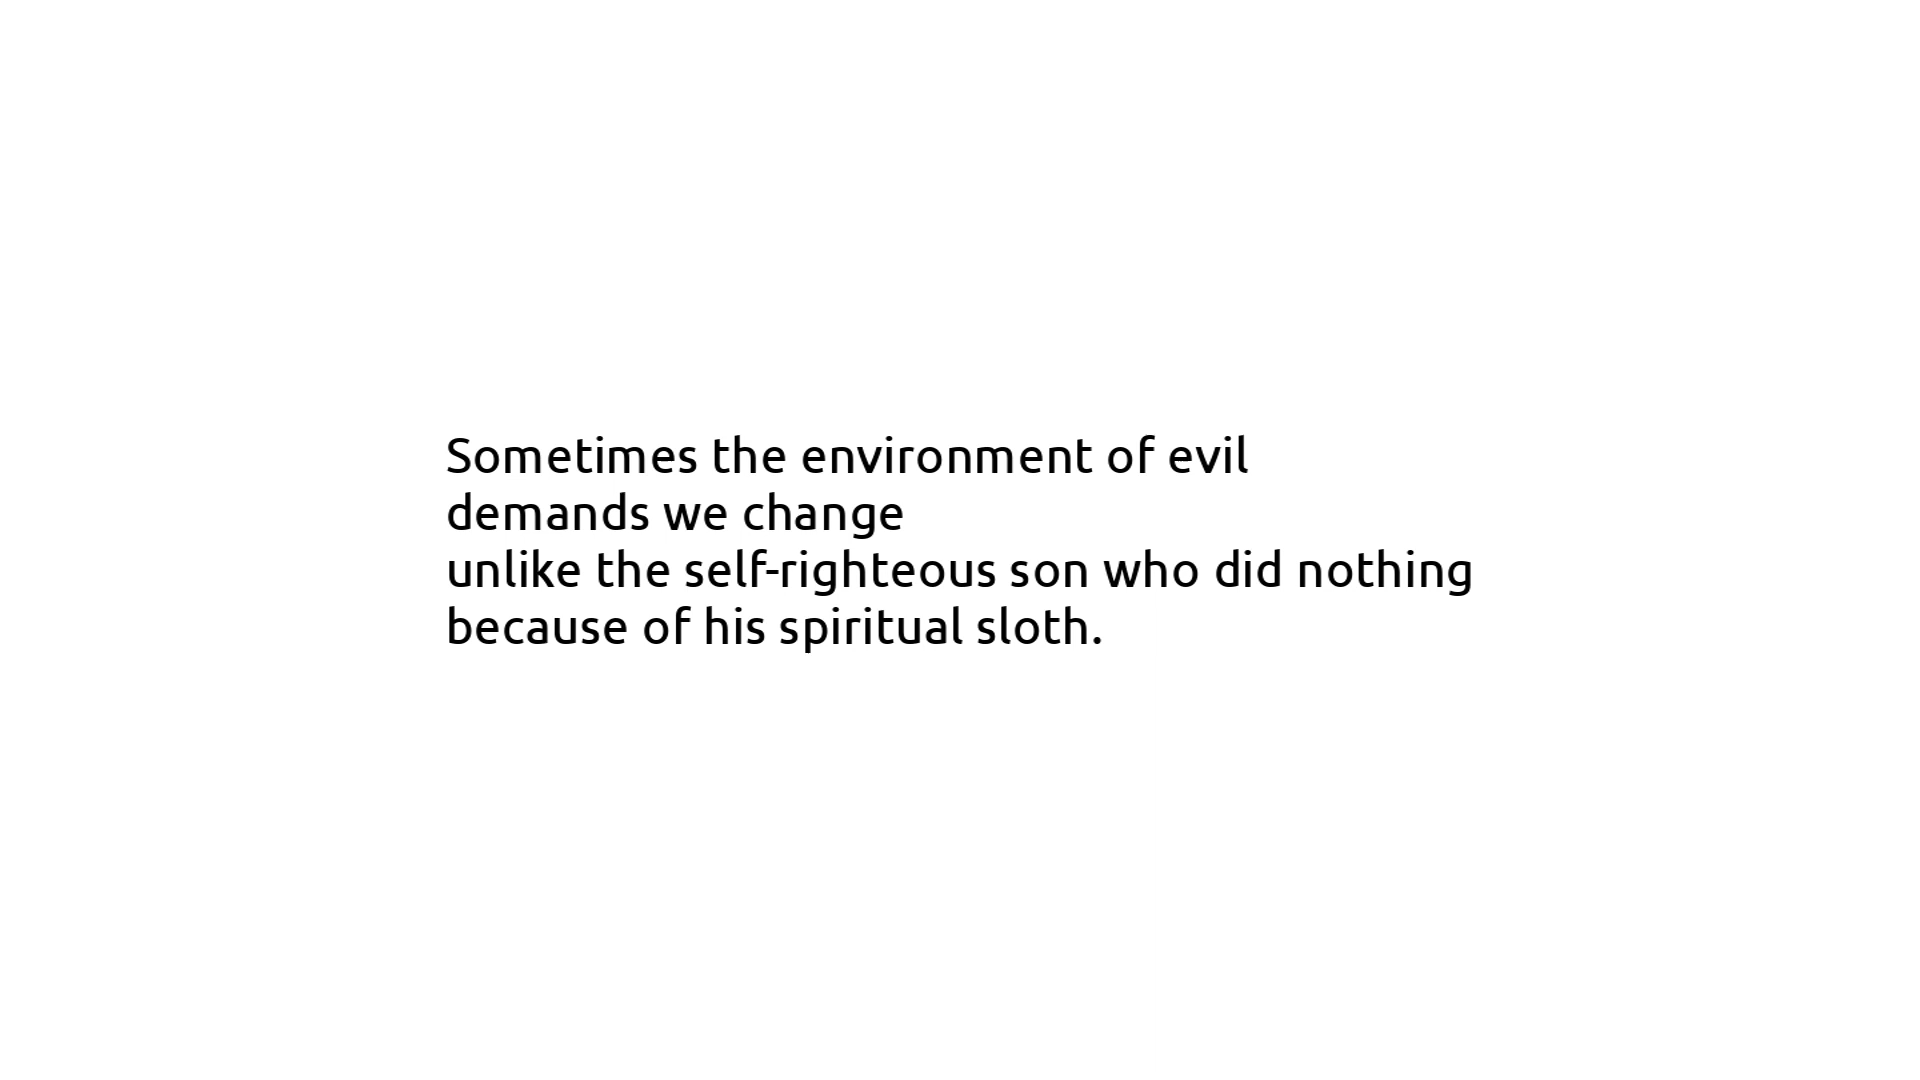 Sometimes the environment of evil
demands we change
unlike the self-righteous son who did nothing
because of his spiritual sloth.